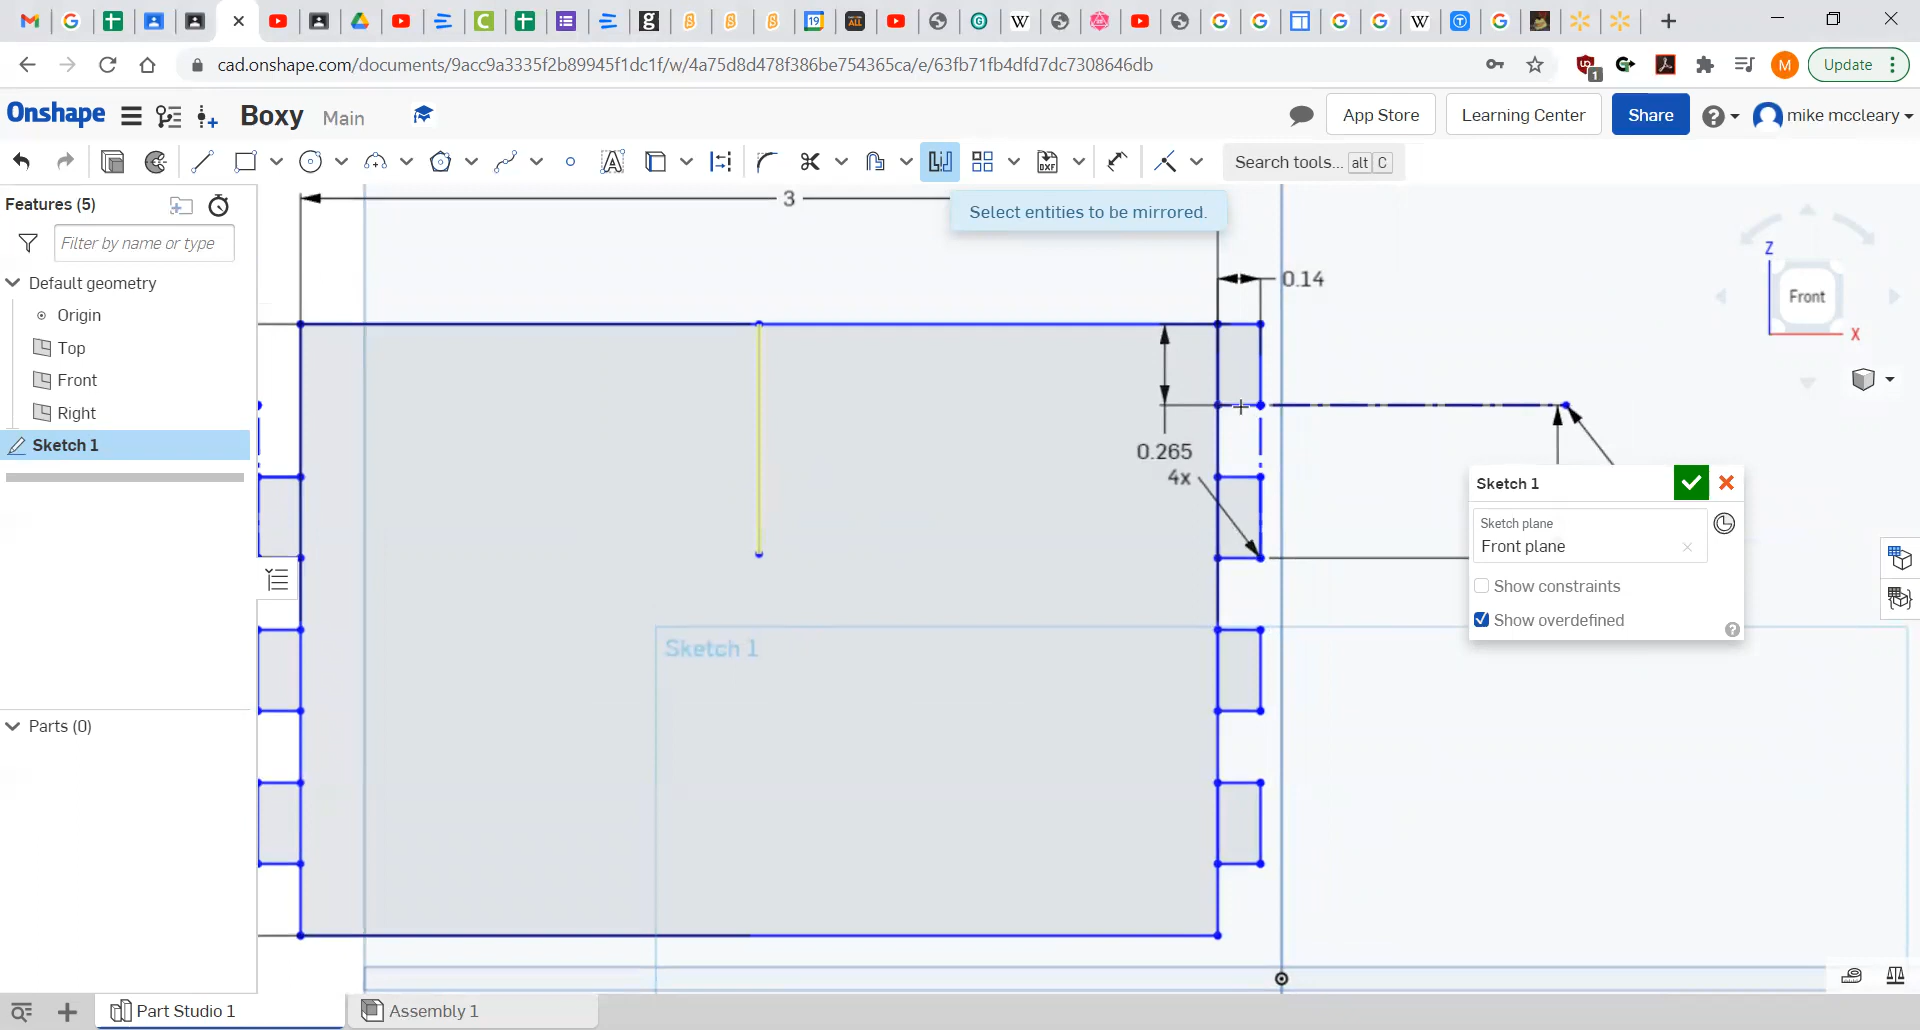 cad.onshape.com/documents/9acc9a3335f2b89945f1dc1f/w/4a75d8d478f386be754365ca/e/63fb71fb4dfd7dc7308646db
1
M
Update
Onshape
Boxy
Main
App Store
Learning Center
Share
mike mccleary
Search tools... alt C
Features (5)
Filter by name or type
Default geometry
Origin
Top
Front
Right
Sketch 1
Parts (0)
3
Select entities to be mirrored.
0.14
0.265
4x
Sketch 1
Z
Front
X
Sketch 1
Sketch plane
Front plane
Show constraints
Show overdefined
Part Studio 1
Assembly 1